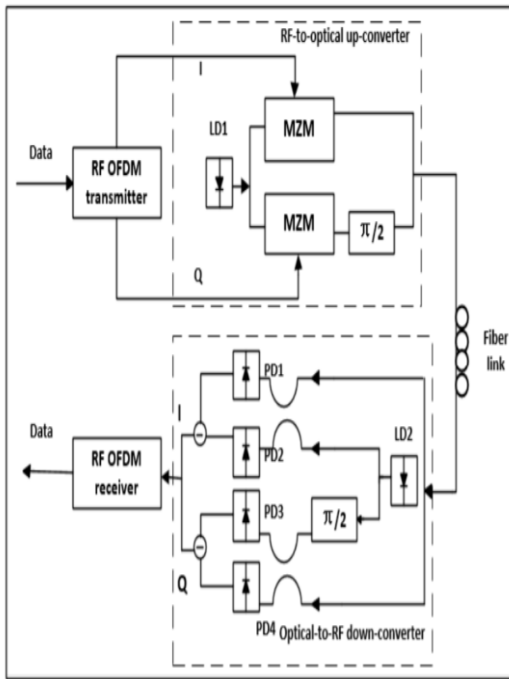 RF-to-optical up-converter
I
LD1
MZM
Data
RF OFDM
transmitter
MZM
π/2
Q
Fiber
link
PD1
I
Data
PD2
LD2
RF OFDM
receiver
PD3
π/2
Q
PD4
Optical-to-RF down-converter